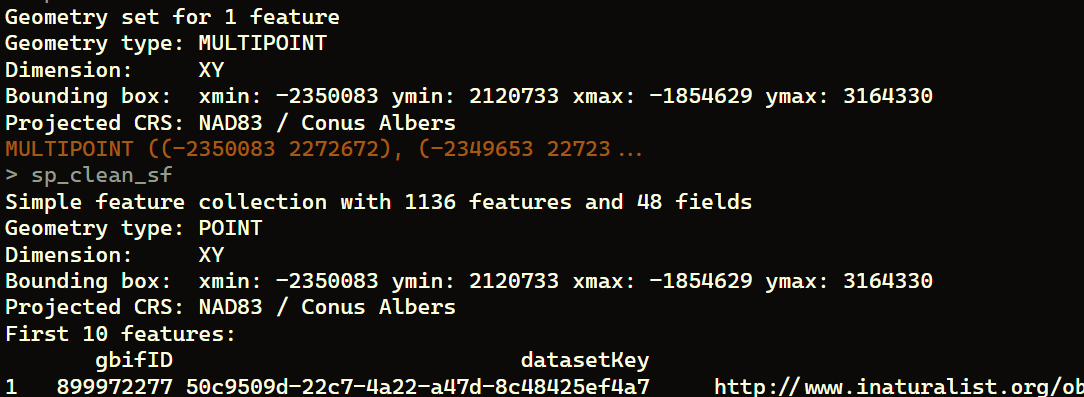 Geometry set for 1 feature
Geometry type: MULTIPOINT
Dimension:     XY
Bounding box:  xmin: -2350083 ymin: 2120733 xmax: -1854629 ymax: 3164330
Projected CRS: NAD83 / Conus Albers
MULTIPOINT ((-2350083 2272672), (-2349653 22723...
> sp_clean_sf
Simple feature collection with 1136 features and 48 fields
Geometry type: POINT
Dimension:     XY
Bounding box:  xmin: -2350083 ymin: 2120733 xmax: -1854629 ymax: 3164330
Projected CRS: NAD83 / Conus Albers
First 10 features:
       gbifID                           datasetKey
1   899972277 50c9509d-22c7-4a22-a47d-8c48425ef4a7     http://www.inaturalist.org/ob